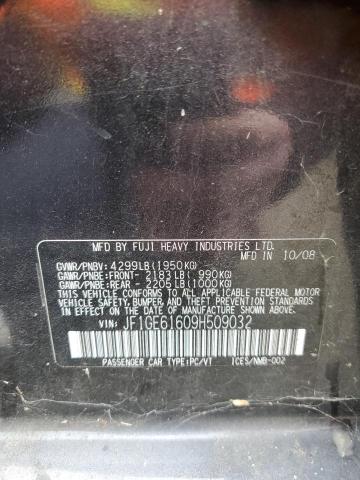 MFD BY FUJI HEAVY INDUSTRIES LTD.
GVWR/PNBV: 4299LB(1950KG) IN 10/08
GAWR/PNBE:FRONT- 2183LB( 990KG)
GAWR/PNBE:REAR - 2205LB(1000KG)
THIS VEHICLE CONFORMS TO ALL APPLICABLE FEDERAL MOTOR
VEHICLE SAFETY, BUMPER, AND THEFT PREVENTION STANDARDS
IN EFFECT ON THE DATE OF MANUFACTURE SHOWN ABOVE.
VIN: JF1GE61609H509032
PASSENGER CAR TYPE:PC/VT ICES/NMB-002